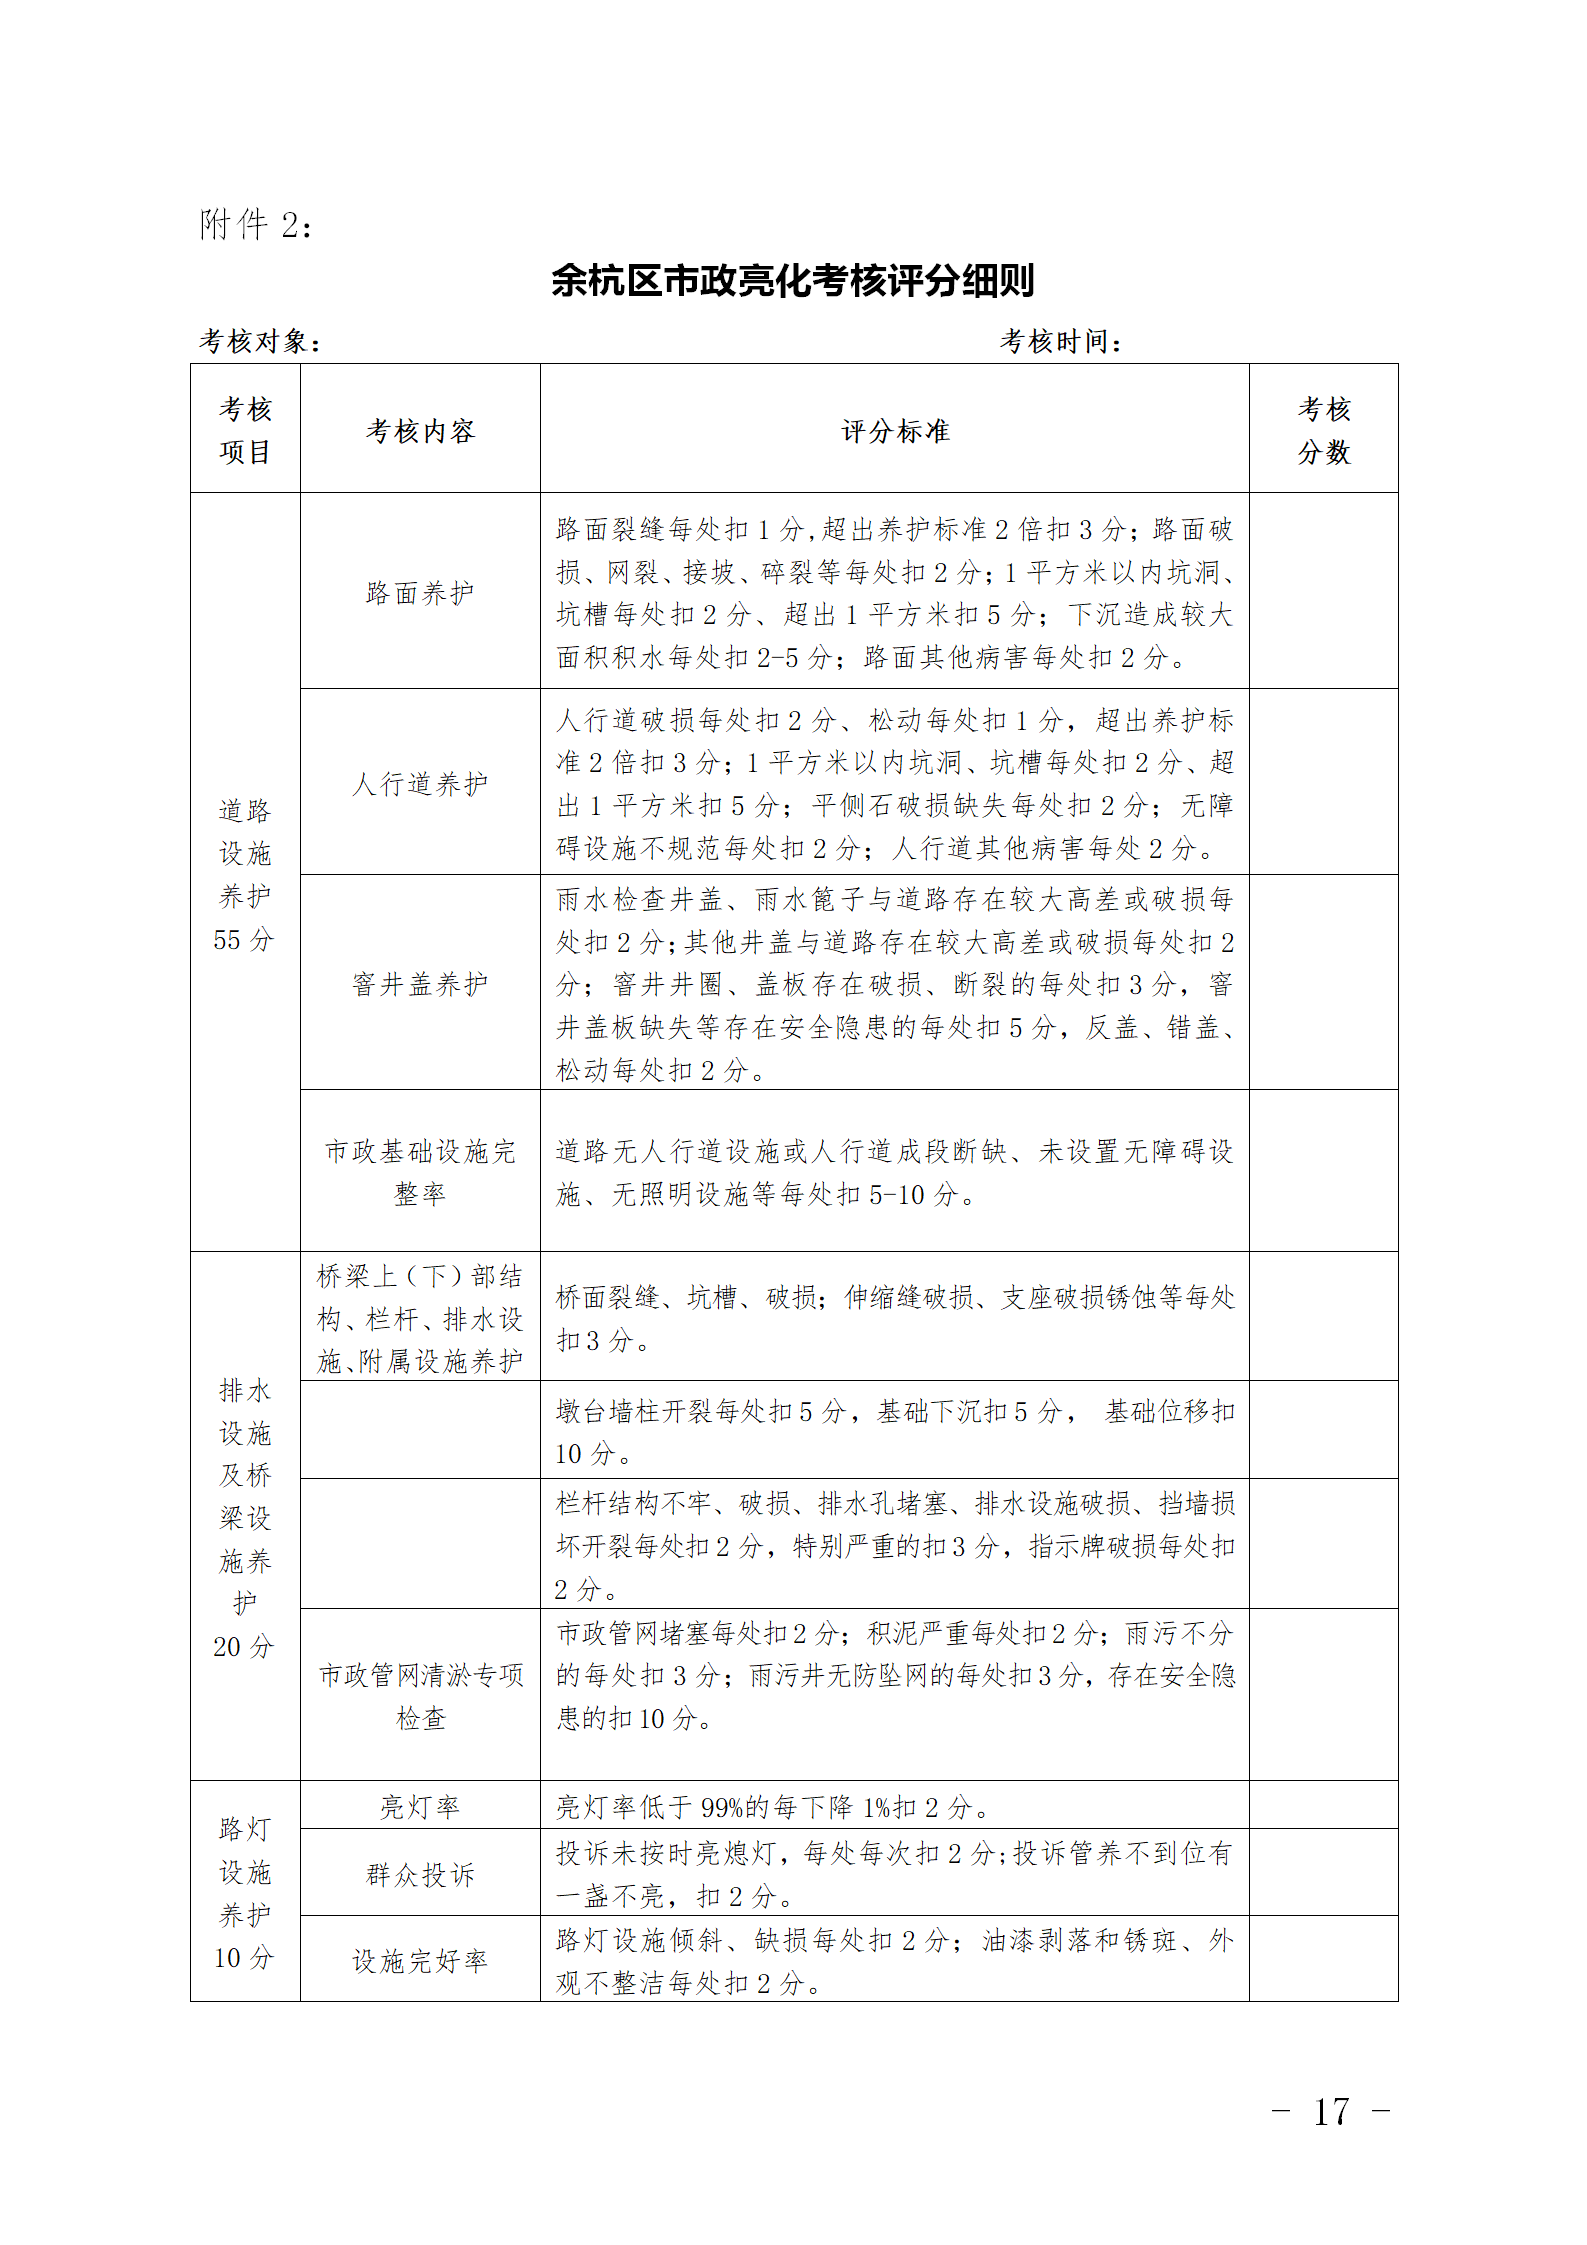 附件 2：
余杭区市政亮化考核评分细则
考核对象：
考核时间：
考核
项目
考核内容
评分标准
考核
分数
道路
设施
养护
55 分
路面养护
路面裂缝每处扣 1 分,超出养护标准 2 倍扣 3 分；路面破
损、网裂、接坡、碎裂等每处扣 2 分；1 平方米以内坑洞、
坑槽每处扣 2 分、超出 1 平方米扣 5 分；下沉造成较大
面积积水每处扣 2-5 分；路面其他病害每处扣 2 分。
人行道养护
人行道破损每处扣 2 分、松动每处扣 1 分，超出养护标
准 2 倍扣 3 分；1 平方米以内坑洞、坑槽每处扣 2 分、超
出 1 平方米扣 5 分；平侧石破损缺失每处扣 2 分；无障
碍设施不规范每处扣 2 分；人行道其他病害每处 2 分。
窨井盖养护
雨水检查井盖、雨水篦子与道路存在较大高差或破损每
处扣 2 分;其他井盖与道路存在较大高差或破损每处扣 2
分；窨井井圈、盖板存在破损、断裂的每处扣 3 分，窨
井盖板缺失等存在安全隐患的每处扣 5 分，反盖、错盖、
松动每处扣 2 分。
市政基础设施完
整率
道路无人行道设施或人行道成段断缺、未设置无障碍设
施、无照明设施等每处扣 5-10 分。
排水
设施
及桥
梁设
施养
护
20 分
桥梁上（下）部结
构、栏杆、排水设
施、附属设施养护
桥面裂缝、坑槽、破损；伸缩缝破损、支座破损锈蚀等每处
扣 3 分。
墩台墙柱开裂每处扣 5 分，基础下沉扣 5 分， 基础位移扣
10 分。
栏杆结构不牢、破损、排水孔堵塞、排水设施破损、挡墙损
坏开裂每处扣 2 分，特别严重的扣 3 分，指示牌破损每处扣
2 分。
市政管网清淤专项
检查
市政管网堵塞每处扣 2 分；积泥严重每处扣 2 分；雨污不分
的每处扣 3 分；雨污井无防坠网的每处扣 3 分，存在安全隐
患的扣 10 分。
路灯
设施
养护
10 分
亮灯率
亮灯率低于 99%的每下降 1%扣 2 分。
群众投诉
投诉未按时亮熄灯，每处每次扣 2 分;投诉管养不到位有
一盏不亮，扣 2 分。
设施完好率
路灯设施倾斜、缺损每处扣 2 分；油漆剥落和锈斑、外
观不整洁每处扣 2 分。
- 17 -